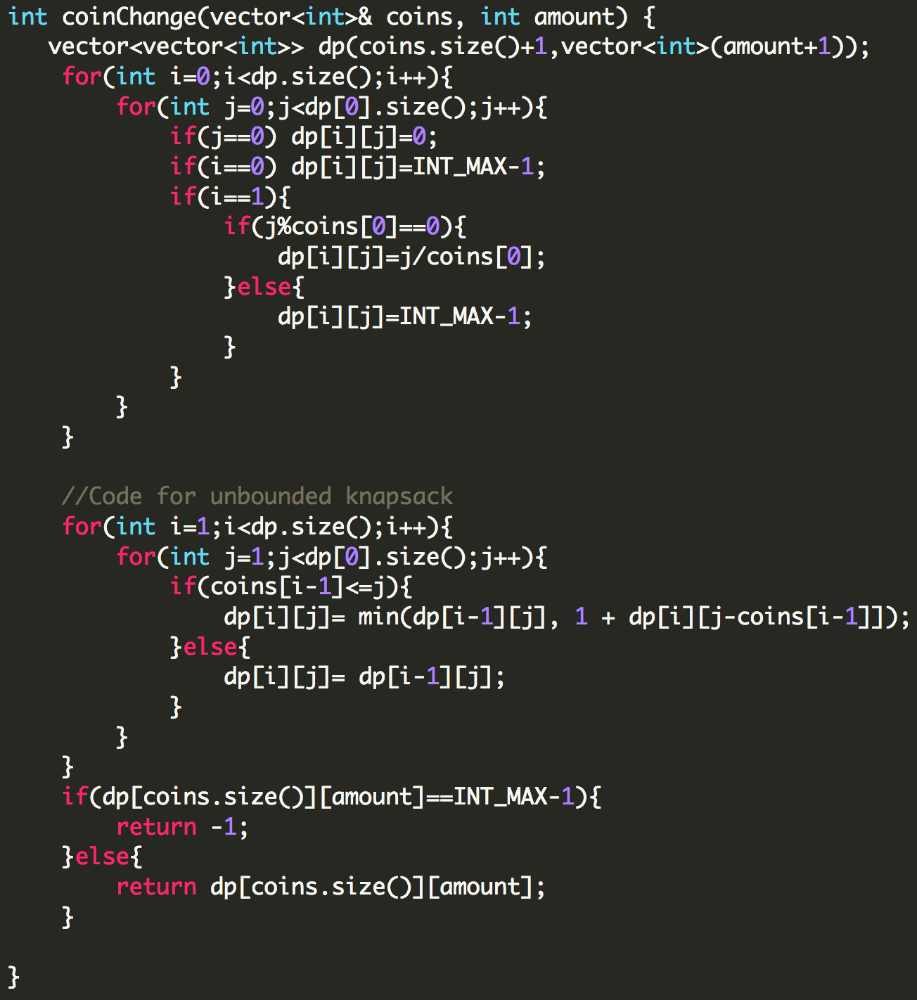 int coinChange(vector<int>& coins, int amount) {
   vector<vector<int>> dp(coins.size()+1,vector<int>(amount+1));
    for(int i=0;i<dp.size();i++){
        for(int j=0;j<dp[0].size();j++){
            if(j==0) dp[i][j]=0;
            if(i==0) dp[i][j]=INT_MAX-1;
            if(i==1){
                if(j%coins[0]==0){
                    dp[i][j]=j/coins[0];
                }else{
                    dp[i][j]=INT_MAX-1;
                }
            }
        }
    }

    //Code for unbounded knapsack
    for(int i=1;i<dp.size();i++){
        for(int j=1;j<dp[0].size();j++){
            if(coins[i-1]<=j){
                dp[i][j]= min(dp[i-1][j], 1 + dp[i][j-coins[i-1]]);
            }else{
                dp[i][j]= dp[i-1][j];
            }
        }
    }
    if(dp[coins.size()][amount]==INT_MAX-1){
        return -1;
    }else{
        return dp[coins.size()][amount];
    }

}